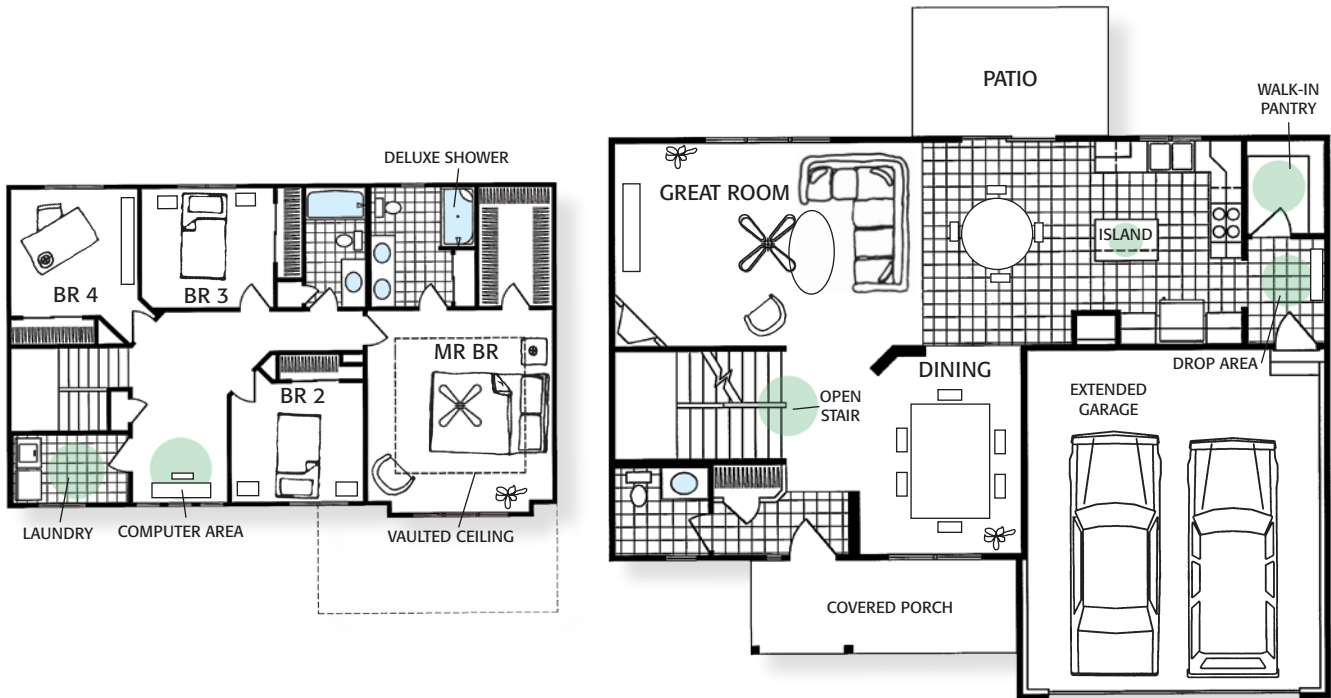 DELUXE SHOWER
BR 4
BR 3
BR 2
MR BR
LAUNDRY
COMPUTER AREA
VAULTED CEILING
PATIO
WALK-IN
PANTRY
GREAT ROOM
ISLAND
DROP AREA
DINING
OPEN
STAIR
EXTENDED
GARAGE
COVERED PORCH